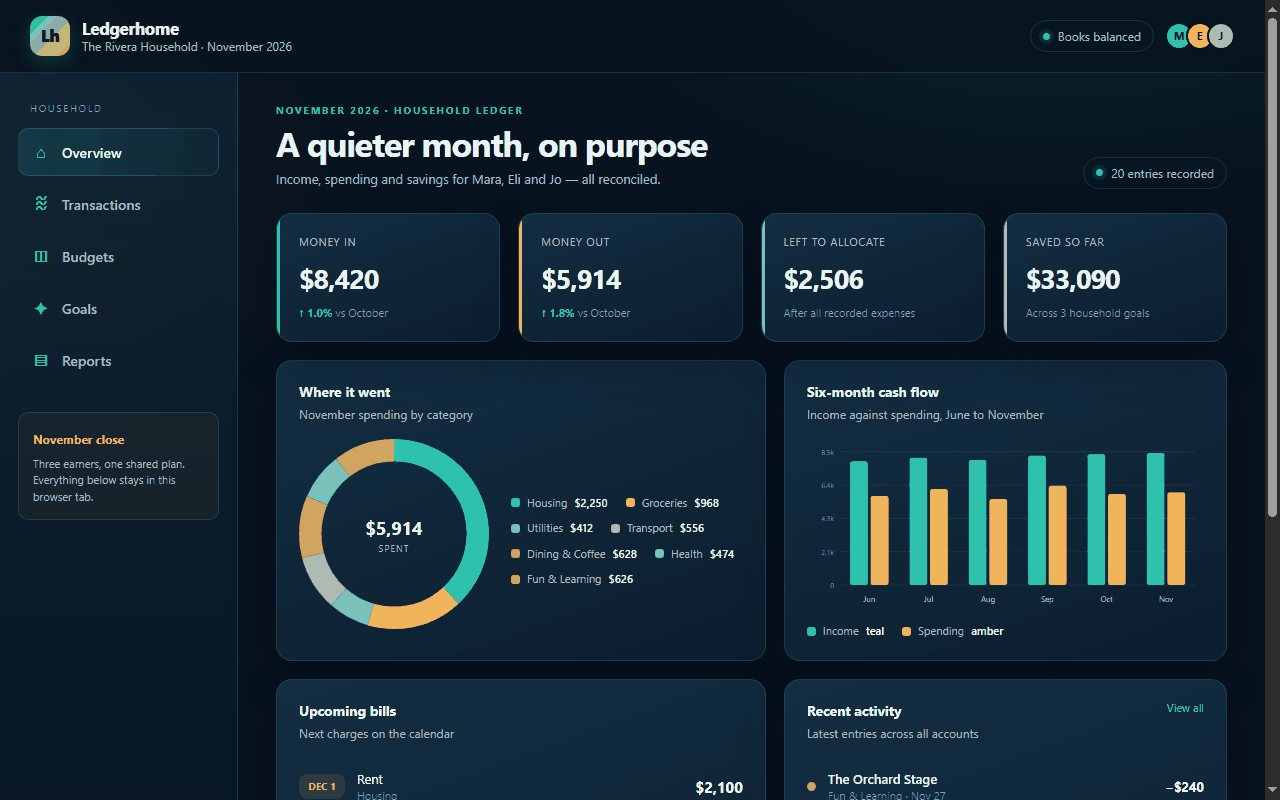 Lh
Ledgerhome
The Rivera Household · November 2026
Books balanced
M E J
HOUSEHOLD
Overview
Transactions
Budgets
Goals
Reports
November close
Three earners, one shared plan.
Everything below stays in this
browser tab.
NOVEMBER 2026 · HOUSEHOLD LEDGER
A quieter month, on purpose
Income, spending and savings for Mara, Eli and Jo — all reconciled.
20 entries recorded
MONEY IN
$8,420
↑ 1.0% vs October
MONEY OUT
$5,914
↑ 1.8% vs October
LEFT TO ALLOCATE
$2,506
After all recorded expenses
SAVED SO FAR
$33,090
Across 3 household goals
Where it went
November spending by category
$5,914
SPENT
Housing $2,250 Groceries $968
Utilities $412 Transport $556
Dining & Coffee $628 Health $474
Fun & Learning $626
Six-month cash flow
Income against spending, June to November
8.5k
6.4k
4.3k
2.1k
0
Jun Jul Aug Sep Oct Nov
Income teal Spending amber
Upcoming bills
Next charges on the calendar
DEC 1
Rent
Housing
$2,100
Recent activity
View all
Latest entries across all accounts
The Orchard Stage
Fun & Learning · Nov 27
−$240